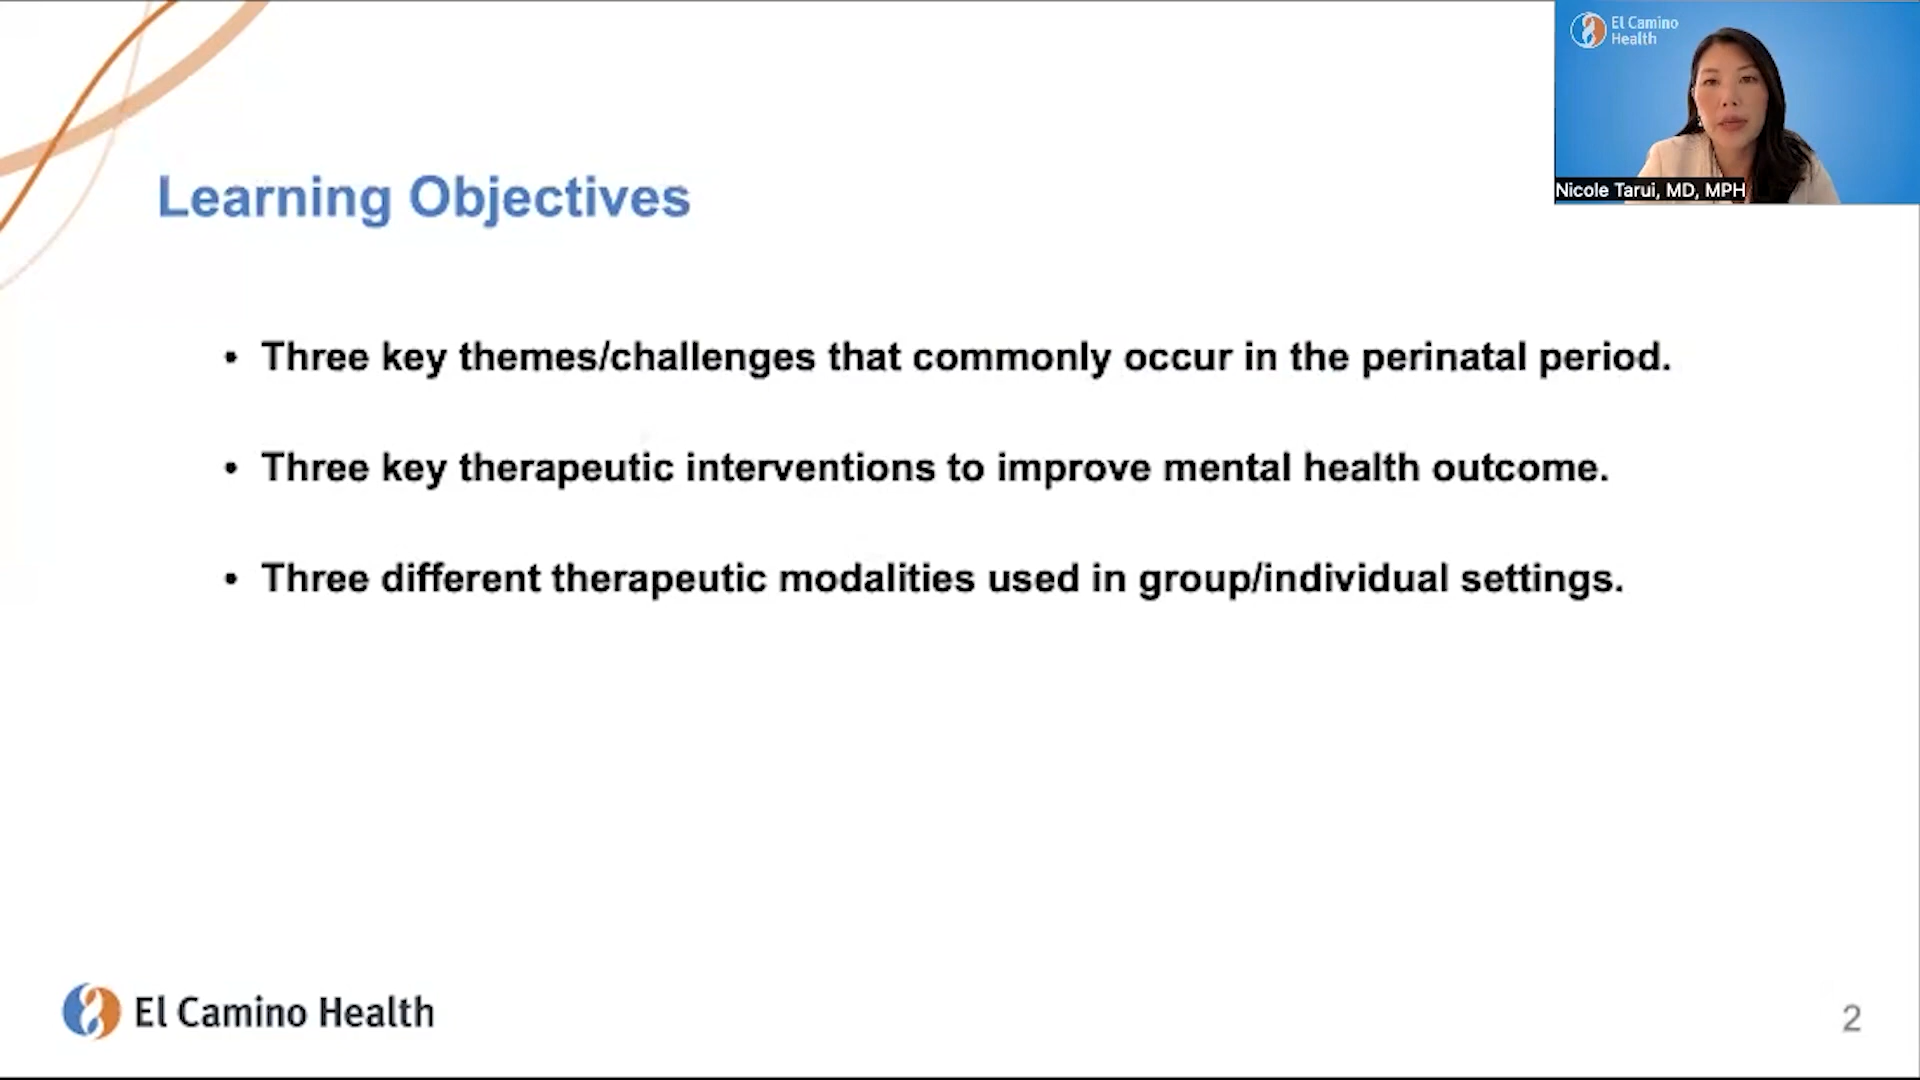 El Camino
Health
Nicole Tarui, MD, MPH
Learning Objectives
• Three key themes/challenges that commonly occur in the perinatal period.
• Three key therapeutic interventions to improve mental health outcome.
• Three different therapeutic modalities used in group/individual settings.
El Camino Health
2